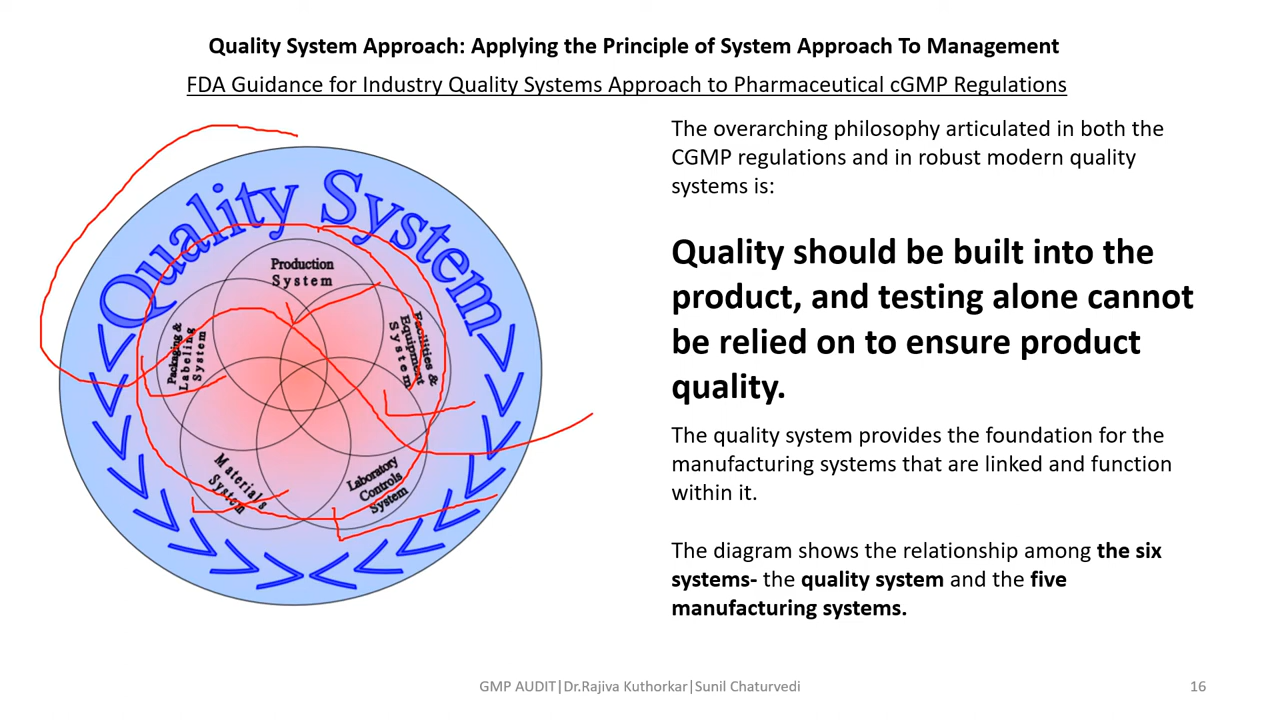 Quality System Approach: Applying the Principle of System Approach To Management
FDA Guidance for Industry Quality Systems Approach to Pharmaceutical cGMP Regulations
Quality System
Production
System
Packaging &
Labeling
System
Facilities &
Equipment
System
Materials
System
Laboratory
Controls
System
The overarching philosophy articulated in both the
CGMP regulations and in robust modern quality
systems is:
Quality should be built into the
product, and testing alone cannot
be relied on to ensure product
quality.
The quality system provides the foundation for the
manufacturing systems that are linked and function
within it.
The diagram shows the relationship among the six
systems- the quality system and the five
manufacturing systems.
GMP AUDIT|Dr.Rajiva Kuthorkar|Sunil Chaturvedi
16